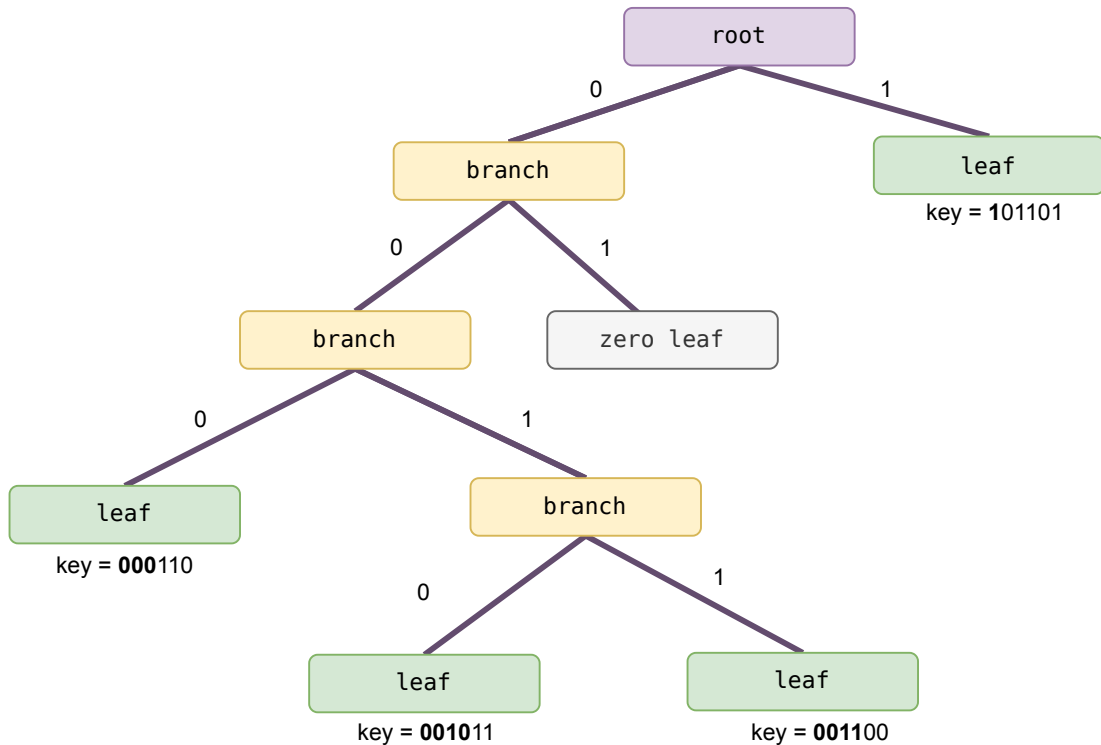 root
0
1
branch
leaf
key = 101101
0
1
branch
zero leaf
0
1
leaf
branch
key = 000110
0
1
leaf
leaf
key = 001011
key = 001100